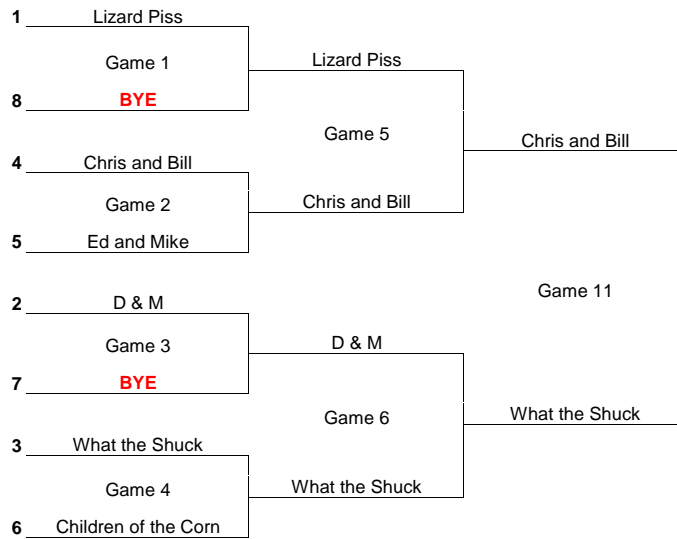 1 Lizard Piss
Game 1
Lizard Piss
8 BYE
Game 5
Chris and Bill
4 Chris and Bill
Game 2
Chris and Bill
5 Ed and Mike
Game 11
2 D & M
Game 3
D & M
7 BYE
Game 6
What the Shuck
3 What the Shuck
Game 4
What the Shuck
6 Children of the Corn